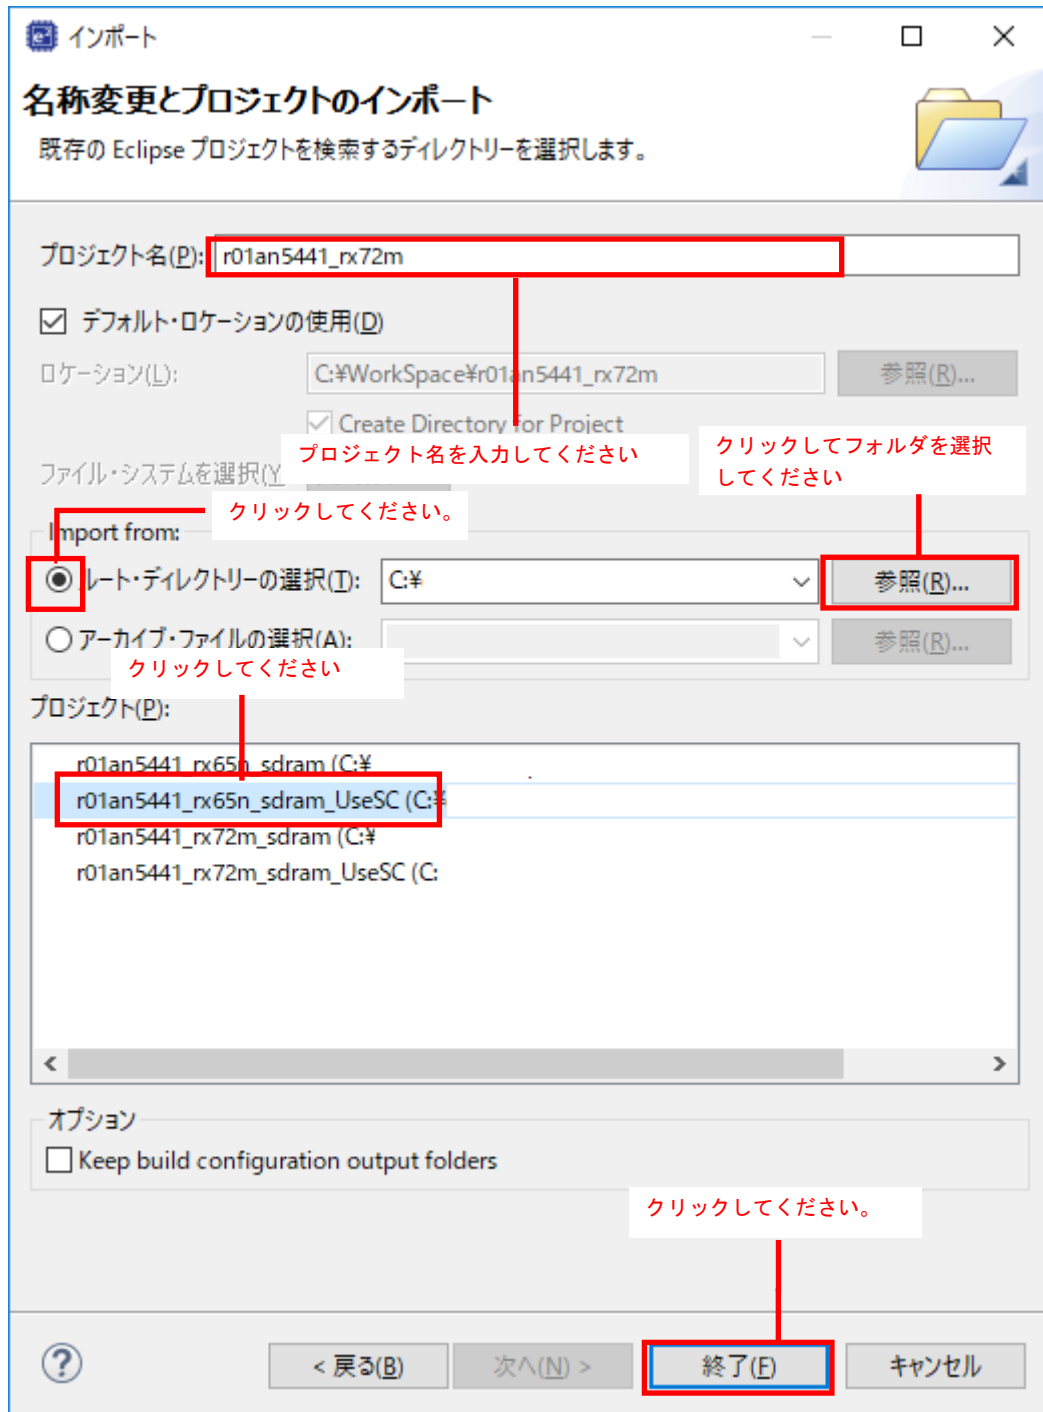 インポート
名称変更とプロジェクトのインポート
既存の Eclipse プロジェクトを検索するディレクトリーを選択します。
プロジェクト名(P): r01an5441_rx72m
デフォルト・ロケーションの使用(D)
ロケーション(L): C:¥WorkSpace¥r01an5441_rx72m 参照(R)...
Create Directory for Project
プロジェクト名を入力してください
クリックしてフォルダを選択
してください
ファイル・システムを選択(Y
クリックしてください。
Import from:
ルート・ディレクトリーの選択(T): C:¥ 参照(R)...
アーカイブ・ファイルの選択(A): 参照(R)...
クリックしてください
プロジェクト(P):
r01an5441_rx65n_sdram (C:¥
r01an5441_rx65n_sdram_UseSC (C:¥
r01an5441_rx72m_sdram (C:¥
r01an5441_rx72m_sdram_UseSC (C:
オプション
Keep build configuration output folders
クリックしてください。
? < 戻る(B) 次へ(N) > 終了(F) キャンセル